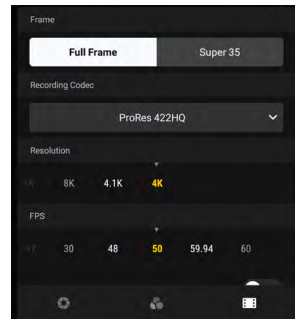 Frame
Full Frame Super 35
Recording Codec
ProRes 422HQ
Resolution
8K 4.1K 4K
FPS
30 48 50 59.94 60